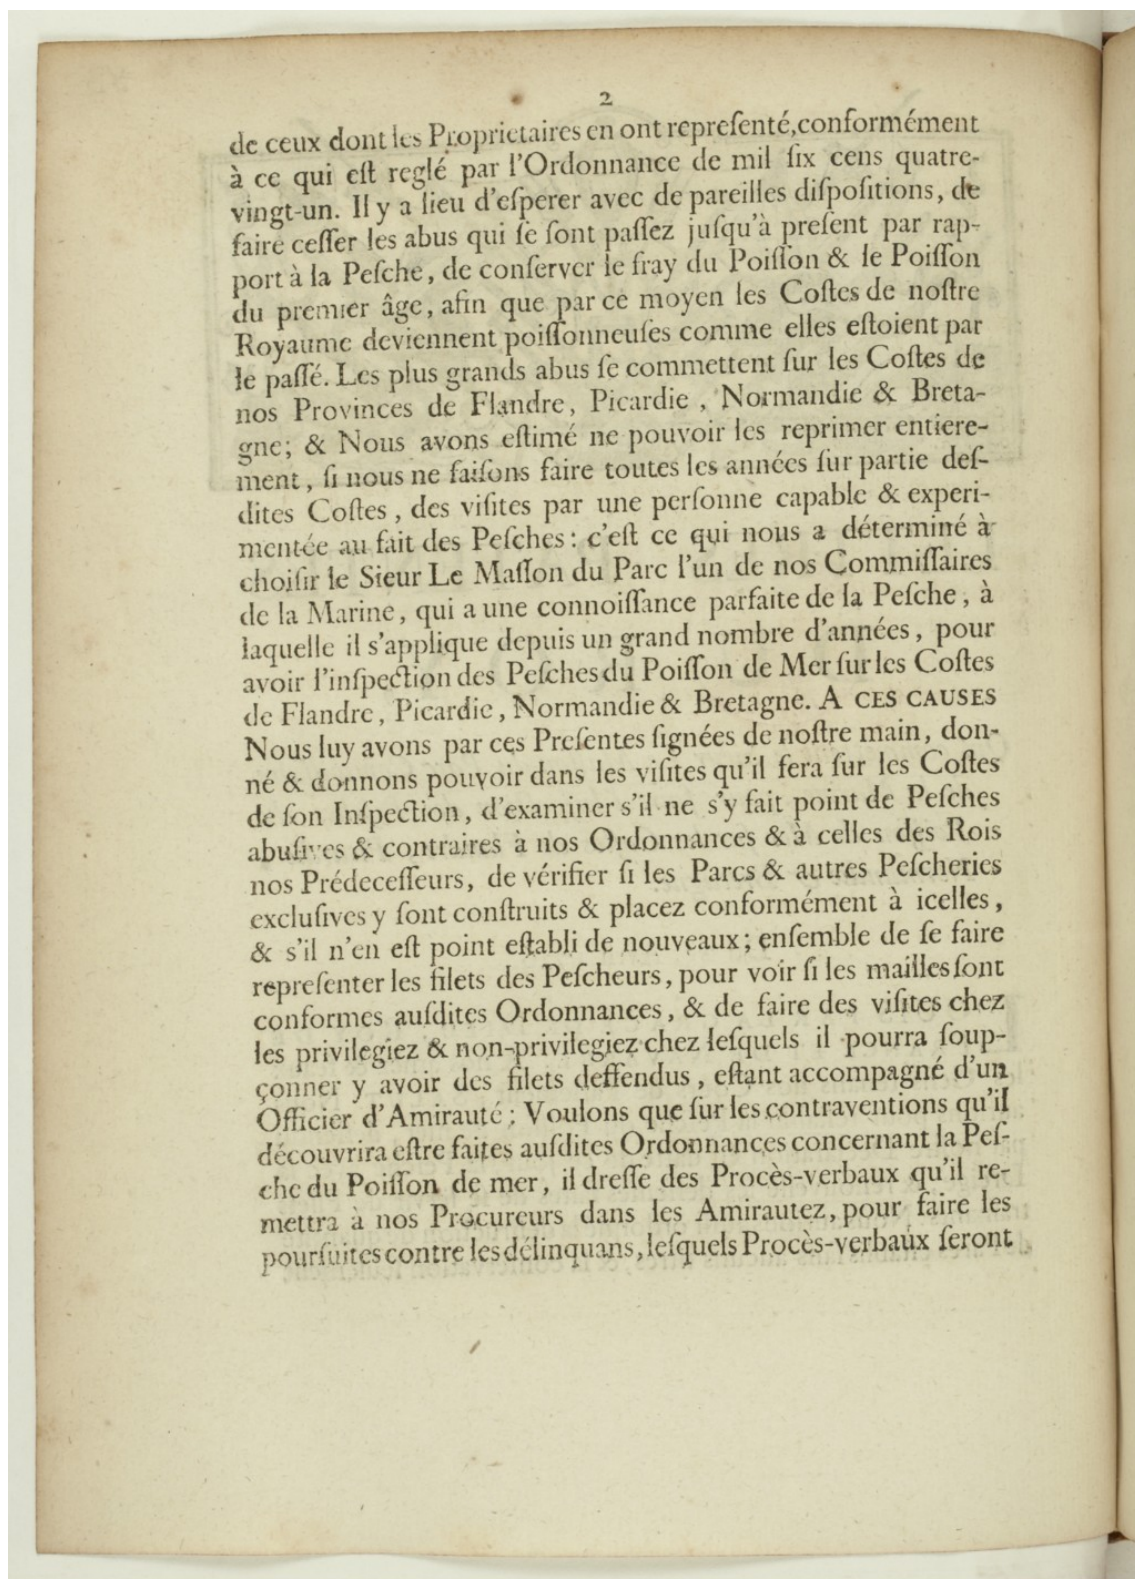 2
de ceux dont les Proprietaires en ont repreſenté, conformément
à ce qui eſt reglé par l'Ordonnance de mil ſix cens quatre-
vingt-un. Il y a lieu d'eſperer avec de pareilles diſpoſitions, de
faire ceſſer les abus qui ſe ſont paſſez juſqu'à preſent par rap-
port à la Peſche, de conſerver le fray du Poiſſon & le Poiſſon
du premier âge, afin que par ce moyen les Coſtes de noſtre
Royaume deviennent poiſſonneuſes comme elles eſtoient par
le paſſé. Les plus grands abus ſe commettent ſur les Coſtes de
nos Provinces de Flandre, Picardie, Normandie & Breta-
gne; & Nous avons eſtimé ne pouvoir les reprimer entiere-
ment, ſi nous ne faiſons faire toutes les années ſur partie deſ-
dites Coſtes, des viſites par une perſonne capable & experi-
mentée au fait des Peſches: c'eſt ce qui nous a déterminé à
choiſir le Sieur Le Maſſon du Parc l'un de nos Commiſſaires
de la Marine, qui a une connoiſſance parfaite de la Peſche, à
laquelle il s'applique depuis un grand nombre d'années, pour
avoir l'inſpection des Peſches du Poiſſon de Mer ſur les Coſtes
de Flandre, Picardie, Normandie & Bretagne. A CES CAUSES
Nous luy avons par ces Preſentes ſignées de noſtre main, don-
né & donnons pouvoir dans les viſites qu'il fera ſur les Coſtes
de ſon Inſpection, d'examiner s'il ne s'y fait point de Peſches
abuſives & contraires à nos Ordonnances & à celles des Rois
nos Prédeceſſeurs, de vérifier ſi les Parcs & autres Peſcheries
excluſives y ſont conſtruits & placez conformément à icelles,
& s'il n'en eſt point eſtabli de nouveaux; enſemble de ſe faire
repreſenter les filets des Peſcheurs, pour voir ſi les mailles ſont
conformes auſdites Ordonnances, & de faire des viſites chez
les privilegiez & non-privilegiez chez leſquels il pourra ſoup-
çonner y avoir des filets deffendus, eſtant accompagné d'un
Officier d'Amirauté; Voulons que ſur les contraventions qu'il
découvrira eſtre faites auſdites Ordonnances concernant la Peſ-
che du Poiſſon de mer, il dreſſe des Procès-verbaux qu'il re-
mettra à nos Procureurs dans les Amirautez, pour faire les
pourſuites contre les délinquans, leſquels Procès-verbaux ſeront